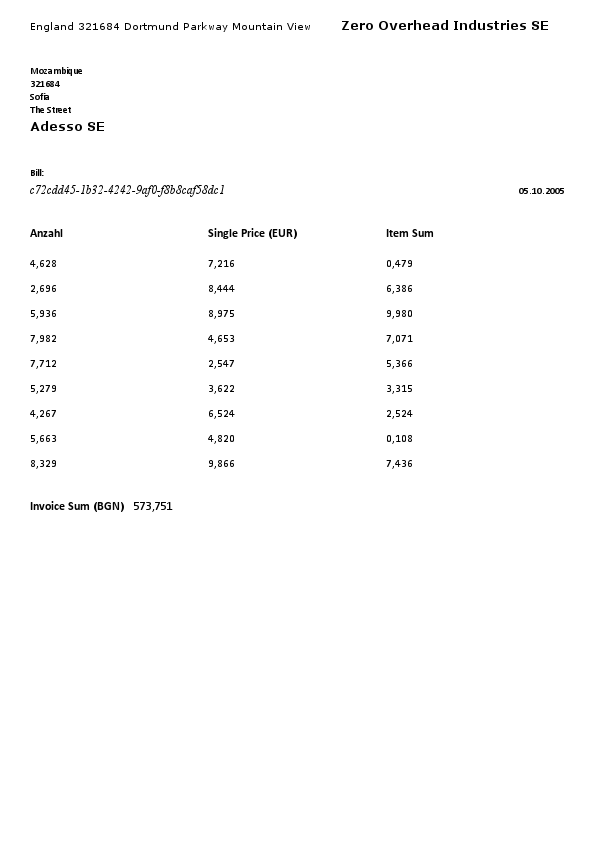 England 321684 Dortmund Parkway Mountain View Zero Overhead Industries SE
Mozambique
321684
Sofia
The Street
Adesso SE
Bill:
c72cdd45-1b32-4242-9af0-f8b8caf58dc1 05.10.2005
Anzahl Single Price (EUR) Item Sum
4,628 7,216 0,479
2,696 8,444 6,386
5,936 8,975 9,980
7,982 4,653 7,071
7,712 2,547 5,366
5,279 3,622 3,315
4,267 6,524 2,524
5,663 4,820 0,108
8,329 9,866 7,436
Invoice Sum (BGN) 573,751